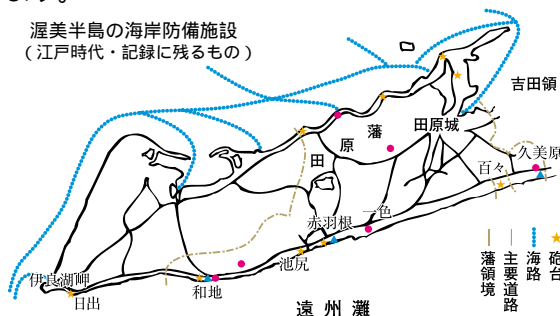 渥美半島の海岸防備施設
(江戸時代・記録に残るもの)
吉田領
田原城
藩
原
田
久美原
百々
一色
赤羽根
池尻
和地
伊良湖岬
日出
遠州灘
砲台
海路
主要道路
藩領境